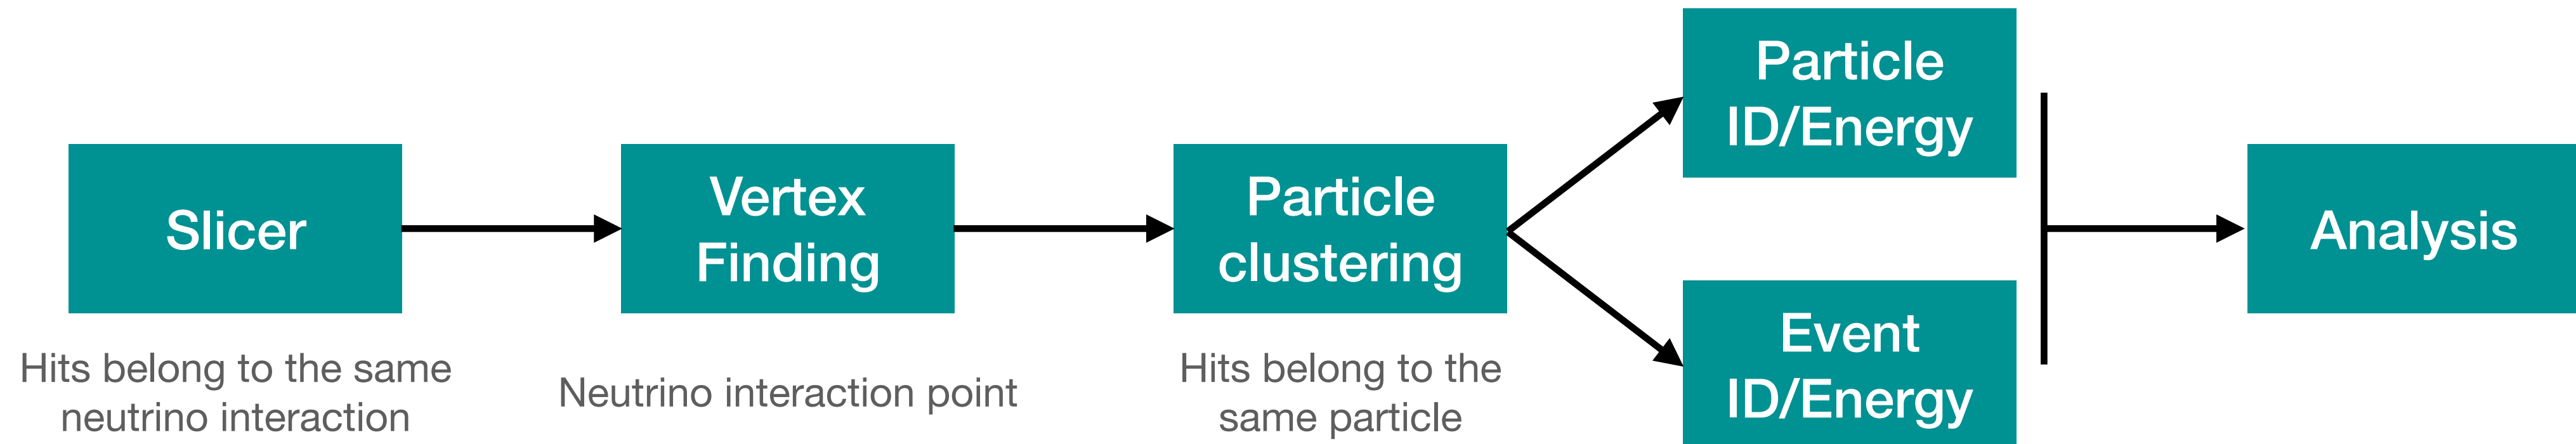 Slicer
Hits belong to the same
neutrino interaction
Vertex
Finding
Neutrino interaction point
Particle
clustering
Hits belong to the
same particle
Particle
ID/Energy
Event
ID/Energy
Analysis